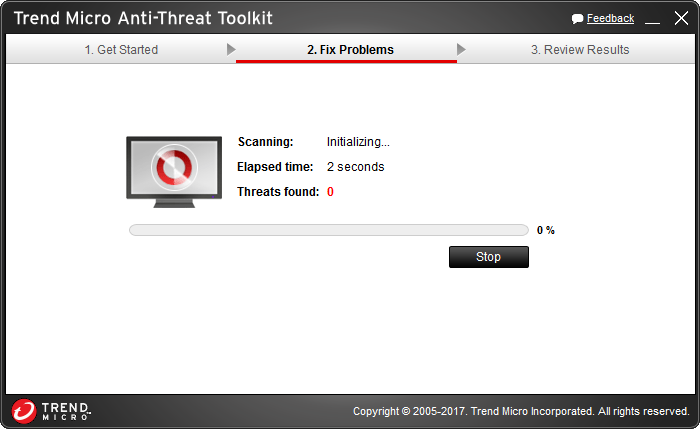 Trend Micro Anti-Threat Toolkit
Feedback
1. Get Started
2. Fix Problems
3. Review Results
Scanning: Initializing...
Elapsed time: 2 seconds
Threats found: 0
0 %
Stop
TREND
MICRO™
Copyright © 2005-2017. Trend Micro Incorporated. All rights reserved.